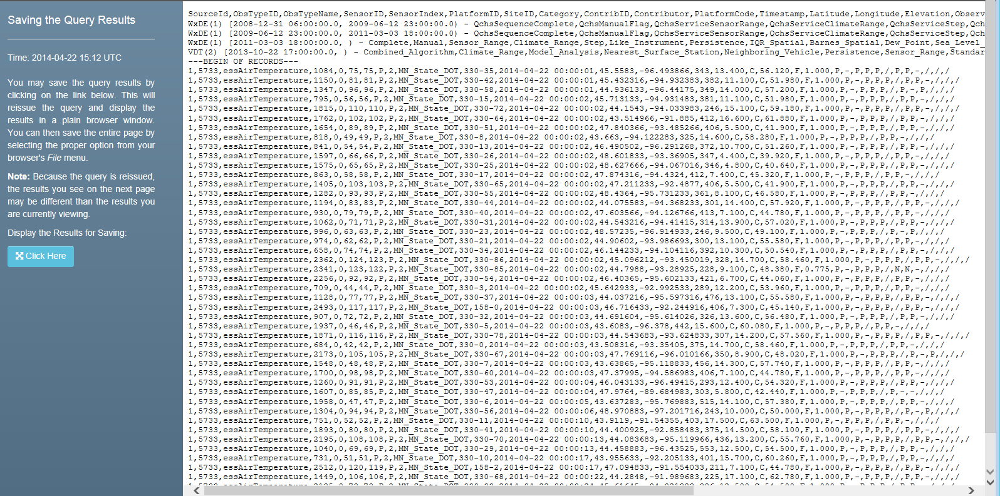 Saving the Query Results
Time: 2014-04-22 15:12 UTC
You may save the query results by
clicking on the link below. This will
reissue the query and display the
results in a plain browser window.
You can then save the entire page by
selecting the proper option from your
browser's File menu.
Note: Because the query is reissued,
the results you see on the next page
may be different than the results you
are currently viewing.
Display the Results for Saving:
Click Here
SourceId,ObsTypeID,ObsTypeName,SensorID,SensorIndex,PlatformID,SiteID,Category,ContribID,Contributor,PlatformCode,Timestamp,Latitude,Longitude,Elevation,Observ
WxDE(1) [2008-12-31 06:00:00.0, 2009-06-12 23:00:00.0) - QchsSequenceComplete,QchsManualFlag,QchsServiceSensorRange,QchsServiceClimateRange,QchsServiceStep,Qch
WxDE(1) [2009-06-12 23:00:00.0, 2011-03-03 18:00:00.0) - QchsSequenceComplete,QchsManualFlag,QchsServiceSensorRange,QchsServiceClimateRange,QchsServiceStep,Qch
WxDE(1) [2011-03-03 18:00:00.0, ) - Complete,Manual,Sensor_Range,Climate_Range,Step,Like_Instrument,Persistence,IQR_Spatial,Barnes_Spatial,Dew_Point,Sea_Level_
VDT(2) [2013-10-22 17:00:00.0, ) - Combined_Algorithm,Climate_Range,Model_Analysis,Nearest_Surface_Station,Neighboring_Vehicle,Persistence,Sensor_Range,Standar
---BEGIN OF RECORDS---
1,5733,essAirTemperature,1084,0,75,75,P,2,MN_State_DOT,330-35,2014-04-22 00:00:01,45.5583,-96.493866,343,13.400,C,56.120,F,1.000,P,-,P,P,P,/,P,P,-,/,/,/
1,5733,essAirTemperature,1150,0,81,81,P,2,MN_State_DOT,330-42,2014-04-22 00:00:01,45.432316,-94.932383,382,11.100,C,51.980,F,1.000,P,-,P,P,P,/,P,P,-,/,/,/,/
1,5733,essAirTemperature,1347,0,96,96,P,2,MN_State_DOT,330-58,2014-04-22 00:00:01,44.936133,-96.44175,349,14.000,C,57.200,F,1.000,P,-,P,P,P,/,P,-,P,/,/,/,/
1,5733,essAirTemperature,795,0,56,56,P,2,MN_State_DOT,330-15,2014-04-22 00:00:02,45.713133,-94.931483,381,11.100,C,51.980,F,1.000,P,-,P,P,P,/,P,P,-,/,/,/,/
1,5733,essAirTemperature,1815,0,110,110,P,2,MN_State_DOT,330-72,2014-04-22 00:00:02,44.1543,-94.033983,246,15.100,C,59.180,F,1.000,P,-,P,P,P,/,P,P,-,/,/,/,/
1,5733,essAirTemperature,1762,0,102,102,P,2,MN_State_DOT,330-64,2014-04-22 00:00:02,43.514966,-91.885,412,16.600,C,61.880,F,1.000,P,-,P,P,P,/,P,P,-,/,/,/,/
1,5733,essAirTemperature,1654,0,89,89,P,2,MN_State_DOT,330-51,2014-04-22 00:00:02,47.840366,-93.485266,406,5.500,C,41.900,F,1.000,P,-,P,P,P,/,P,P,-,/,/,/,/
1,5733,essAirTemperature,818,0,49,49,P,2,MN_State_DOT,330-8,2014-04-22 00:00:02,43.663,-94.122283,325,14.600,C,58.280,F,1.000,P,-,P,P,P,/,P,P,-,/,/,/,/
1,5733,essAirTemperature,841,0,54,54,P,2,MN_State_DOT,330-13,2014-04-22 00:00:02,46.490502,-96.291268,372,10.700,C,51.260,F,1.000,P,-,P,P,P,/,P,P,-,/,/,/,/
1,5733,essAirTemperature,1597,0,66,66,P,2,MN_State_DOT,330-26,2014-04-22 00:00:02,48.601833,-93.36905,347,4.400,C,39.920,F,1.000,P,-,P,P,P,/,P,P,-,/,/,/,/
1,5733,essAirTemperature,1575,0,65,65,P,2,MN_State_DOT,330-25,2014-04-22 00:00:02,48.627666,-94.067016,346,4.800,C,40.640,F,1.000,P,-,P,P,P,/,P,P,-,/,/,/,/
1,5733,essAirTemperature,863,0,58,58,P,2,MN_State_DOT,330-17,2014-04-22 00:00:02,47.874316,-94.4324,412,7.400,C,45.320,F,1.000,P,-,P,P,P,/,P,P,-,/,/,/,/
1,5733,essAirTemperature,1405,0,103,103,P,2,MN_State_DOT,330-65,2014-04-22 00:00:02,47.211233,-92.4877,406,5.500,C,41.900,F,1.000,P,-,P,P,P,/,P,P,-,/,/,/,/
1,5733,essAirTemperature,1282,0,93,93,P,2,MN_State_DOT,330-55,2014-04-22 00:00:02,48.4364,-95.731233,361,8.100,C,46.580,F,1.000,P,-,P,P,P,/,P,P,-,/,/,/,/
1,5733,essAirTemperature,1194,0,83,83,P,2,MN_State_DOT,330-44,2014-04-22 00:00:02,44.075583,-94.368233,301,14.400,C,57.920,F,1.000,P,-,P,P,P,/,P,P,-,/,/,/,/
1,5733,essAirTemperature,930,0,79,79,P,2,MN_State_DOT,330-40,2014-04-22 00:00:02,47.603566,-94.126766,413,7.100,C,44.780,F,1.000,P,-,P,P,P,/,P,P,-,/,/,/,/
1,5733,essAirTemperature,1062,0,71,71,P,2,MN_State_DOT,330-31,2014-04-22 00:00:02,44.543216,-94.41415,314,13.900,C,57.020,F,1.000,P,-,P,P,P,/,P,P,-,/,/,/,/
1,5733,essAirTemperature,996,0,63,63,P,2,MN_State_DOT,330-23,2014-04-22 00:00:02,48.57235,-96.914933,246,9.500,C,49.100,F,1.000,P,-,P,P,P,/,P,-,P,/,/,/,/
1,5733,essAirTemperature,974,0,62,62,P,2,MN_State_DOT,330-21,2014-04-22 00:00:02,44.90602,-93.986693,300,13.100,C,55.580,F,1.000,P,-,P,P,P,/,P,P,-,/,/,/,/
1,5733,essAirTemperature,658,0,74,74,P,2,MN_State_DOT,330-34,2014-04-22 00:00:02,46.144233,-94.104116,392,10.300,C,50.540,F,1.000,P,-,P,P,P,/,P,P,-,/,/,/,/
1,5733,essAirTemperature,2362,0,124,123,P,2,MN_State_DOT,330-86,2014-04-22 00:00:02,45.096212,-93.450019,328,14.700,C,58.460,F,1.000,P,-,P,P,P,/,P,P,-,/,/,/,/
1,5733,essAirTemperature,2341,0,123,122,P,2,MN_State_DOT,330-85,2014-04-22 00:00:02,44.7988,-93.28925,228,9.100,C,48.380,F,0.775,P,-,P,P,P,/,N,N,-,/,/,/,/
1,5733,essAirTemperature,2256,0,92,92,P,2,MN_State_DOT,330-54,2014-04-22 00:00:02,46.40365,-95.602133,421,6.700,C,44.060,F,1.000,P,-,P,P,P,/,P,P,-,/,/,/,/
1,5733,essAirTemperature,709,0,44,44,P,2,MN_State_DOT,330-3,2014-04-22 00:00:02,45.642933,-92.992533,289,12.200,C,53.960,F,1.000,P,-,P,P,P,/,P,P,-,/,/,/,/
1,5733,essAirTemperature,1128,0,77,77,P,2,MN_State_DOT,330-37,2014-04-22 00:00:03,44.037216,-95.597316,476,13.100,C,55.580,F,1.000,P,-,P,P,P,/,P,P,-,/,/,/,/
1,5733,essAirTemperature,2493,0,117,117,P,2,MN_State_DOT,158-0,2014-04-22 00:00:03,46.716433,-92.244916,406,7.300,C,45.140,F,1.000,P,-,P,P,P,/,P,P,-,/,/,/,/
1,5733,essAirTemperature,907,0,72,72,P,2,MN_State_DOT,330-32,2014-04-22 00:00:03,44.691604,-95.614026,326,13.600,C,56.480,F,1.000,P,-,P,P,P,/,P,P,-,/,/,/,/
1,5733,essAirTemperature,1937,0,46,46,P,2,MN_State_DOT,330-5,2014-04-22 00:00:03,43.6083,-96.378,442,15.600,C,60.080,F,1.000,P,-,P,P,P,/,P,P,-,/,/,/,/
1,5733,essAirTemperature,1871,0,116,116,P,2,MN_State_DOT,330-78,2014-04-22 00:00:03,44.543683,-93.624833,307,14.200,C,57.560,F,1.000,P,-,P,P,P,/,P,P,-,/,/,/,/
1,5733,essAirTemperature,684,0,42,42,P,2,MN_State_DOT,330-0,2014-04-22 00:00:03,43.508316,-93.35405,375,14.700,C,58.460,F,1.000,P,-,P,P,P,/,P,P,-,/,/,/,/
1,5733,essAirTemperature,2173,0,105,105,P,2,MN_State_DOT,330-67,2014-04-22 00:00:03,47.769116,-96.010166,350,8.900,C,48.020,F,1.000,P,-,P,P,P,/,P,-,P,/,/,/,/
1,5733,essAirTemperature,1548,0,48,48,P,2,MN_State_DOT,330-7,2014-04-22 00:00:03,43.63865,-95.118833,456,14.300,C,57.740,F,1.000,P,-,P,P,P,/,P,P,-,/,/,/,/
1,5733,essAirTemperature,1700,0,98,98,P,2,MN_State_DOT,330-60,2014-04-22 00:00:03,47.37995,-94.586983,406,7.100,C,44.780,F,1.000,P,-,P,P,P,/,P,P,-,/,/,/,/
1,5733,essAirTemperature,1260,0,91,91,P,2,MN_State_DOT,330-53,2014-04-22 00:00:04,46.043133,-96.49415,293,12.400,C,54.320,F,1.000,P,-,P,P,P,/,P,P,-,/,/,/,/
1,5733,essAirTemperature,1607,0,85,85,P,2,MN_State_DOT,330-47,2014-04-22 00:00:04,47.9764,-89.684983,303,5.800,C,42.440,F,1.000,P,-,P,P,P,/,P,P,-,/,/,/,/
1,5733,essAirTemperature,1958,0,47,47,P,2,MN_State_DOT,330-6,2014-04-22 00:00:05,43.637283,-95.769883,515,14.100,C,57.380,F,1.000,P,-,P,P,P,/,P,P,-,/,/,/,/
1,5733,essAirTemperature,1304,0,94,94,P,2,MN_State_DOT,330-56,2014-04-22 00:00:06,48.970883,-97.201716,243,10.000,C,50.000,F,1.000,P,-,P,P,P,/,P,-,P,/,/,/,/
1,5733,essAirTemperature,751,0,52,52,P,2,MN_State_DOT,330-11,2014-04-22 00:00:10,43.9119,-91.54355,403,17.500,C,63.500,F,1.000,P,-,P,P,P,/,P,P,-,/,/,/,/
1,5733,essAirTemperature,1893,0,80,80,P,2,MN_State_DOT,330-41,2014-04-22 00:00:10,44.400925,-92.858483,375,14.500,C,58.100,F,1.000,P,-,P,P,P,/,P,P,-,/,/,/,/
1,5733,essAirTemperature,2195,0,108,108,P,2,MN_State_DOT,330-70,2014-04-22 00:00:13,44.083683,-95.119966,436,13.200,C,55.760,F,1.000,P,-,P,P,P,/,P,P,-,/,/,/,/
1,5733,essAirTemperature,1040,0,69,69,P,2,MN_State_DOT,330-29,2014-04-22 00:00:13,44.458883,-96.43525,553,12.500,C,54.500,F,1.000,P,-,P,P,P,/,P,P,-,/,/,/,/
1,5733,essAirTemperature,731,0,51,51,P,2,MN_State_DOT,330-10,2014-04-22 00:00:17,43.955633,-92.205133,401,15.700,C,60.260,F,1.000,P,-,P,P,P,/,P,P,-,/,/,/,/
1,5733,essAirTemperature,2512,0,120,119,P,2,MN_State_DOT,158-2,2014-04-22 00:00:17,47.094833,-91.554033,211,7.100,C,44.780,F,1.000,P,-,P,P,P,/,P,P,-,/,/,/,/
1,5733,essAirTemperature,1449,0,106,106,P,2,MN_State_DOT,330-68,2014-04-22 00:00:22,44.2848,-91.989683,225,17.100,C,62.780,F,1.000,P,-,P,P,P,/,P,P,-,/,/,/,/